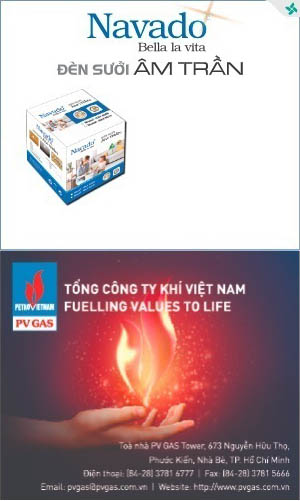 Navado
Bella la vita
ĐÈN SƯỞI ÂM TRẦN
Navado
Navado
PETROVIETNAM
PV GAS
TỔNG CÔNG TY KHÍ VIỆT NAM
FUELLING VALUES TO LIFE
Toà nhà PV GAS Tower, 673 Nguyễn Hữu Thọ,
Phước Kiển, Nhà Bè, TP. Hồ Chí Minh
Điện thoại: (84-28) 3781 6777 | Fax: (84-28) 3781 5666
Email: pvgas@pvgas.com.vn | Website: http://www.pvgas.com.vn